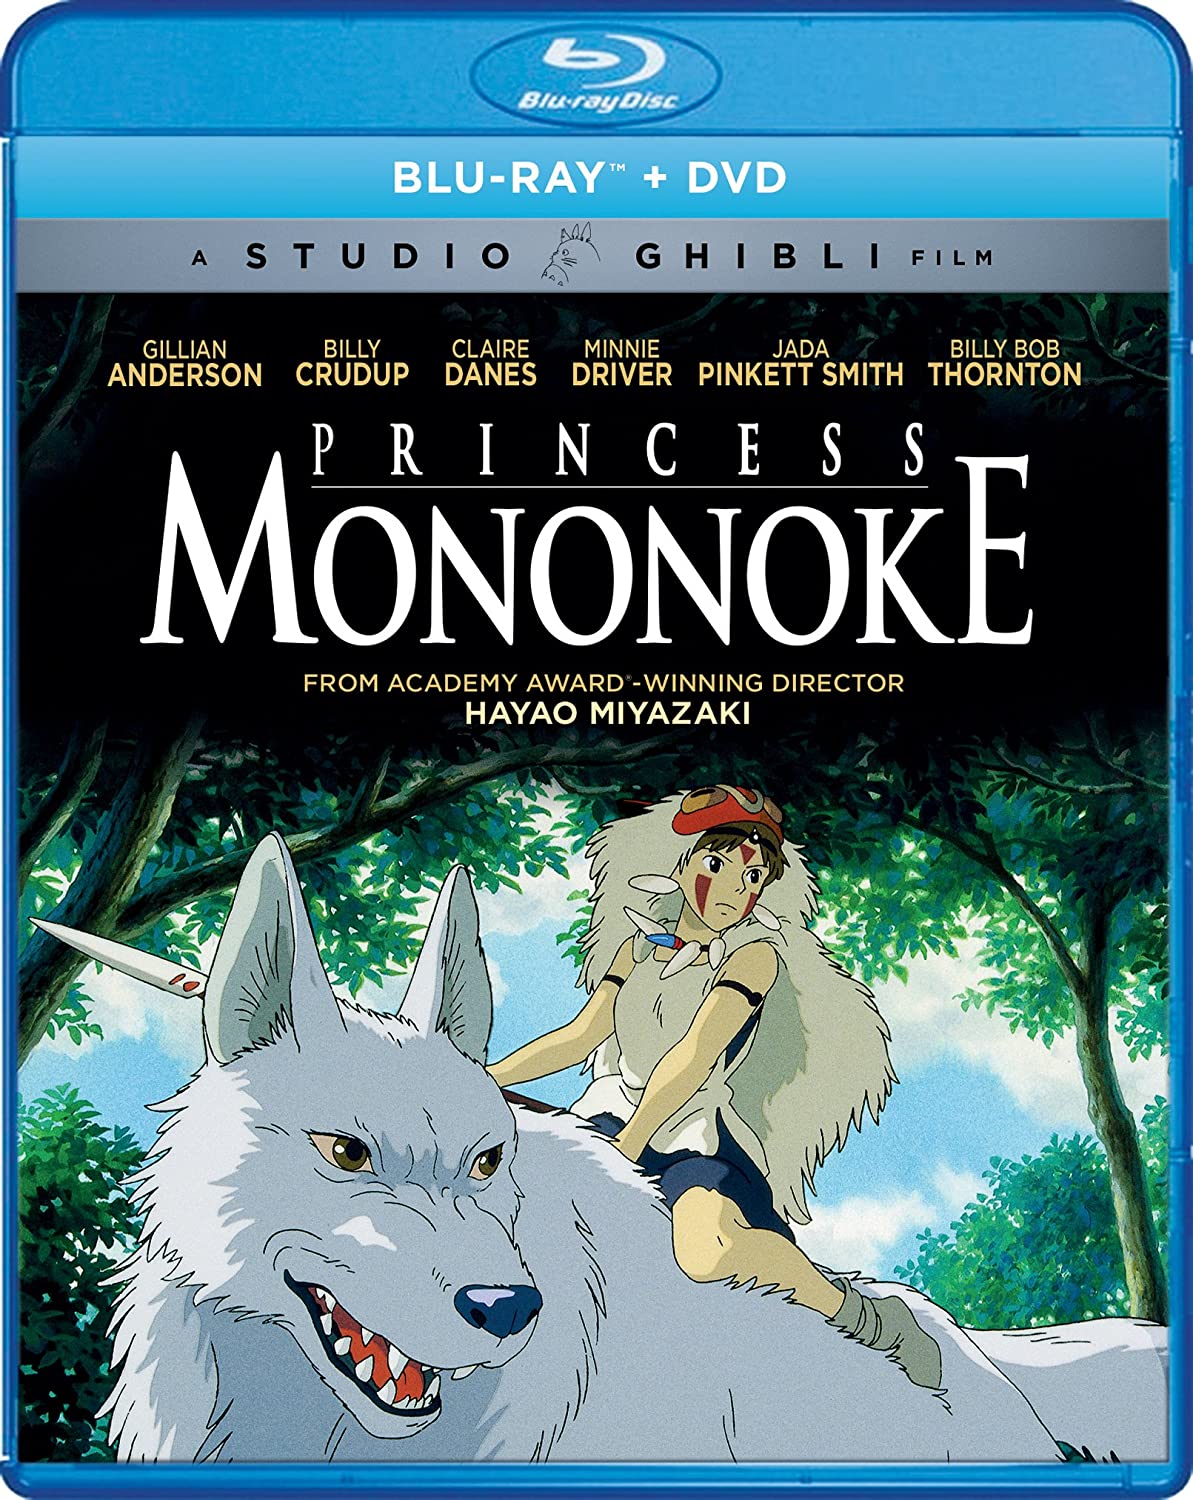 Blu-ray Disc
BLU-RAY™ + DVD
A STUDIO GHIBLI FILM
GILLIAN ANDERSON
BILLY CRUDUP
CLAIRE DANES
MINNIE DRIVER
JADA PINKETT SMITH
BILLY BOB THORNTON
PRINCESS
MONONOKE
FROM ACADEMY AWARD®-WINNING DIRECTOR
HAYAO MIYAZAKI